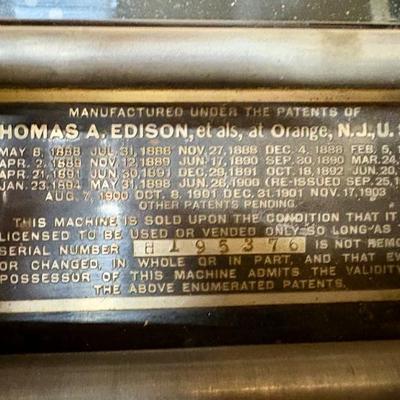 MANUFACTURED UNDER THE PATENTS OF
HOMAS A. EDISON, et als, at Orange, N.J., U. S
MAY 8, 1888 JUL 31, 1888 NOV. 27, 1888 DEC. 4, 1888 FEB. 5, 1
APR. 2, 1889 NOV. 12, 1889 JUN. 17, 1890 SEP. 30, 1890 MAR. 24,
APR. 21, 1891 JUN. 30, 1891 DEC. 29, 1891 OCT. 18, 1892 JUN. 20,
JAN. 23, 1894 MAY 31, 1898 JUN. 26, 1900 (RE-ISSUED SEP. 25, 1
AUG. 7, 1900 OCT. 8, 1901 DEC. 31, 1901 NOV. 17, 1903
OTHER PATENTS PENDING.
THIS MACHINE IS SOLD UPON THE CONDITION THAT IT
LICENSED TO BE USED OR VENDED ONLY SO LONG AS
SERIAL NUMBER H195376 IS NOT REMO
OR CHANGED, IN WHOLE OR IN PART, AND THAT EVE
POSSESSOR OF THIS MACHINE ADMITS THE VALIDITY
THE ABOVE ENUMERATED PATENTS.